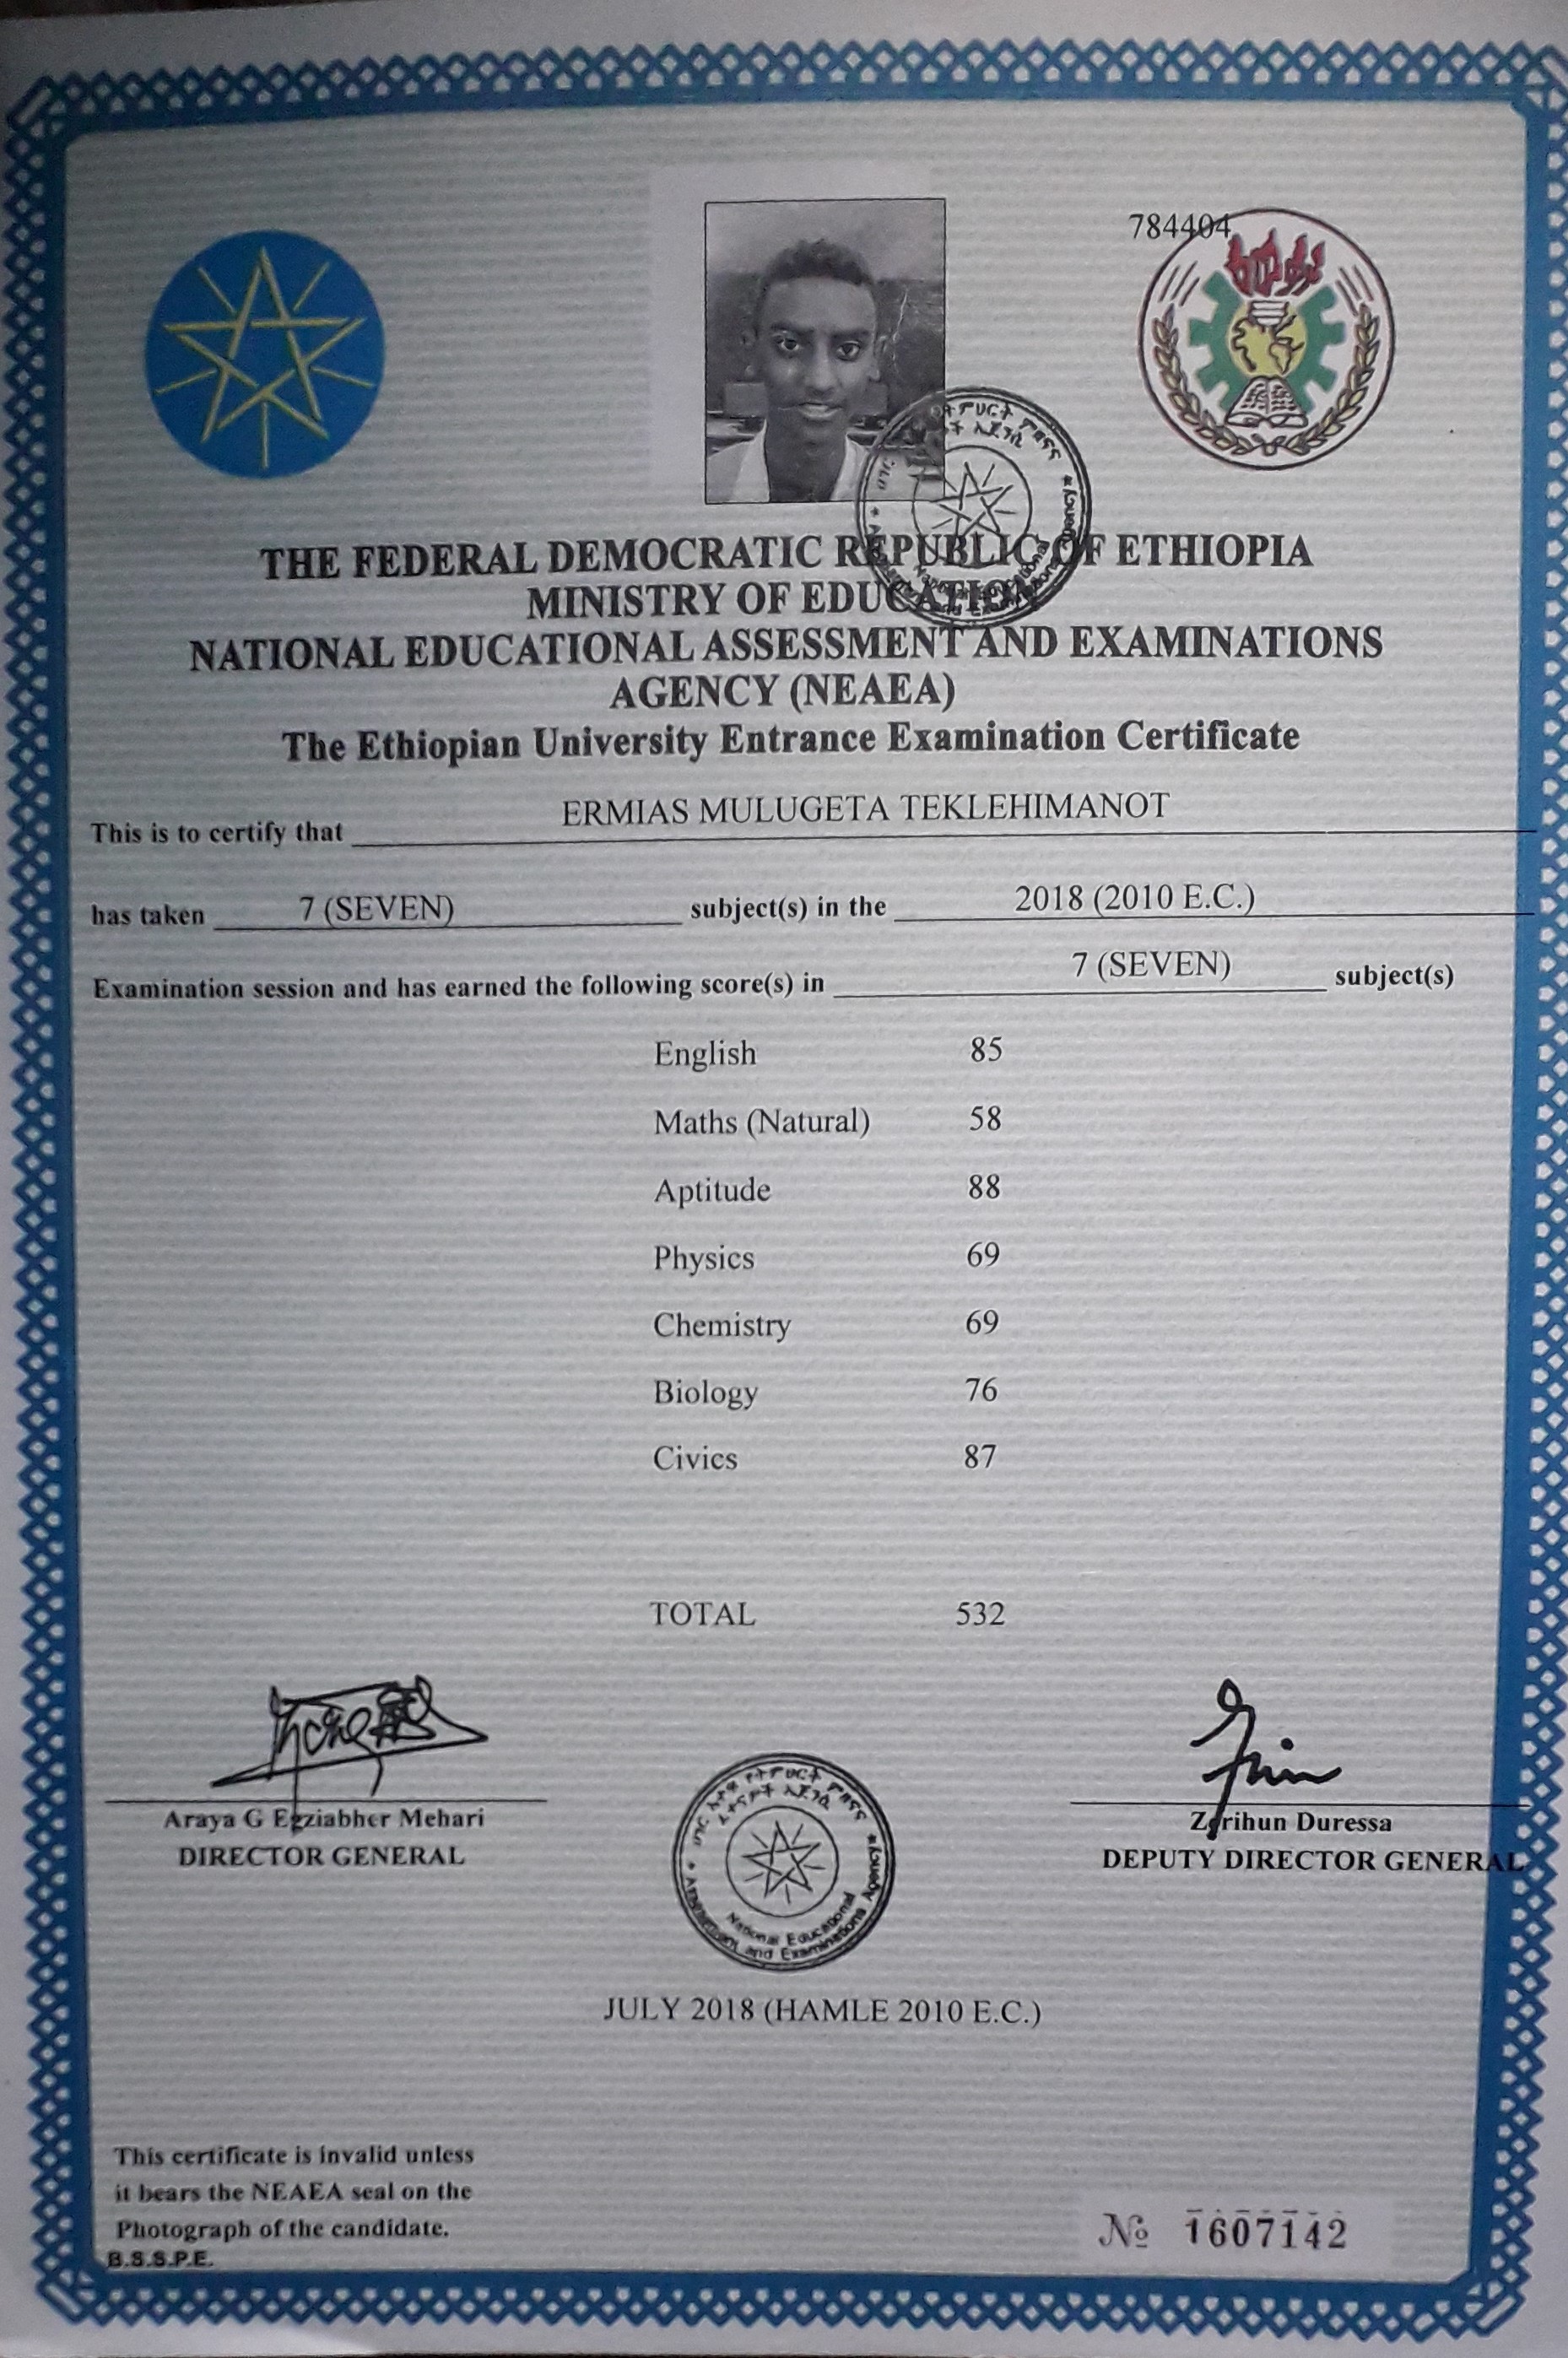 784404
THE FEDERAL DEMOCRATIC REPUBLIC OF ETHIOPIA
MINISTRY OF EDUCATION
NATIONAL EDUCATIONAL ASSESSMENT AND EXAMINATIONS
AGENCY (NEAEA)
The Ethiopian University Entrance Examination Certificate
This is to certify that ERMIAS MULUGETA TEKLEHIMANOT
has taken 7 (SEVEN) subject(s) in the 2018 (2010 E.C.)
Examination session and has earned the following score(s) in 7 (SEVEN) subject(s)
English 85
Maths (Natural) 58
Aptitude 88
Physics 69
Chemistry 69
Biology 76
Civics 87
TOTAL 532
Araya G Egziabher Mehari
DIRECTOR GENERAL
Zerihun Duressa
DEPUTY DIRECTOR GENERAL
National Educational
Assessment and Examinations Agency
JULY 2018 (HAMLE 2010 E.C.)
This certificate is invalid unless
it bears the NEAEA seal on the
Photograph of the candidate.
B.S.S.P.E.
№ 1607142